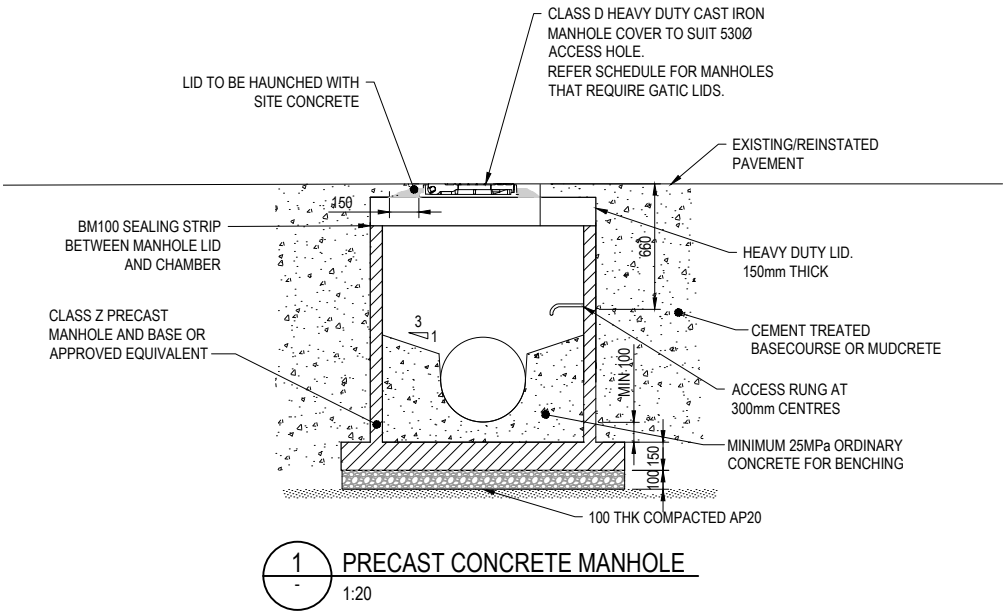 CLASS D HEAVY DUTY CAST IRON
MANHOLE COVER TO SUIT 530Ø
ACCESS HOLE.
REFER SCHEDULE FOR MANHOLES
THAT REQUIRE GATIC LIDS.
LID TO BE HAUNCHED WITH
SITE CONCRETE
EXISTING/REINSTATED
PAVEMENT
150
BM100 SEALING STRIP
BETWEEN MANHOLE LID
AND CHAMBER
660
HEAVY DUTY LID.
150mm THICK
CLASS Z PRECAST
MANHOLE AND BASE OR
APPROVED EQUIVALENT
3
1
CEMENT TREATED
BASECOURSE OR MUDCRETE
MIN 100
ACCESS RUNG AT
300mm CENTRES
MINIMUM 25MPa ORDINARY
CONCRETE FOR BENCHING
150
100
100 THK COMPACTED AP20
1
-
PRECAST CONCRETE MANHOLE
1:20